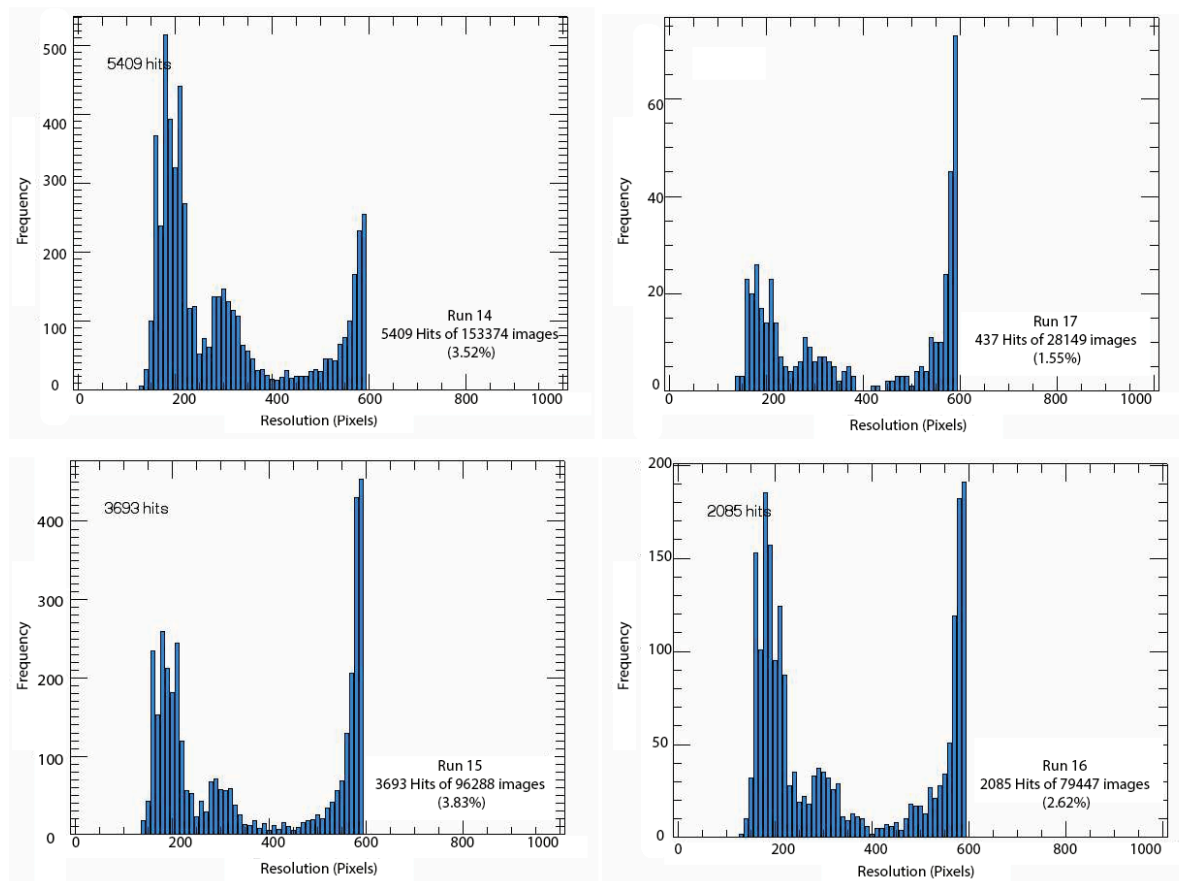 500
400
300
200
100
0
Frequency
5409 hits
Run 14
5409 Hits of 153374 images
(3.52%)
0 200 400 600 800 1000
Resolution (Pixels)
60
40
20
0
Frequency
Run 17
437 Hits of 28149 images
(1.55%)
0 200 400 600 800 1000
Resolution (Pixels)
400
300
200
100
0
Frequency
3693 hits
Run 15
3693 Hits of 96288 images
(3.83%)
0 200 400 600 800 1000
Resolution (Pixels)
200
150
100
50
0
Frequency
2085 hits
Run 16
2085 Hits of 79447 images
(2.62%)
0 200 400 600 800 1000
Resolution (Pixels)